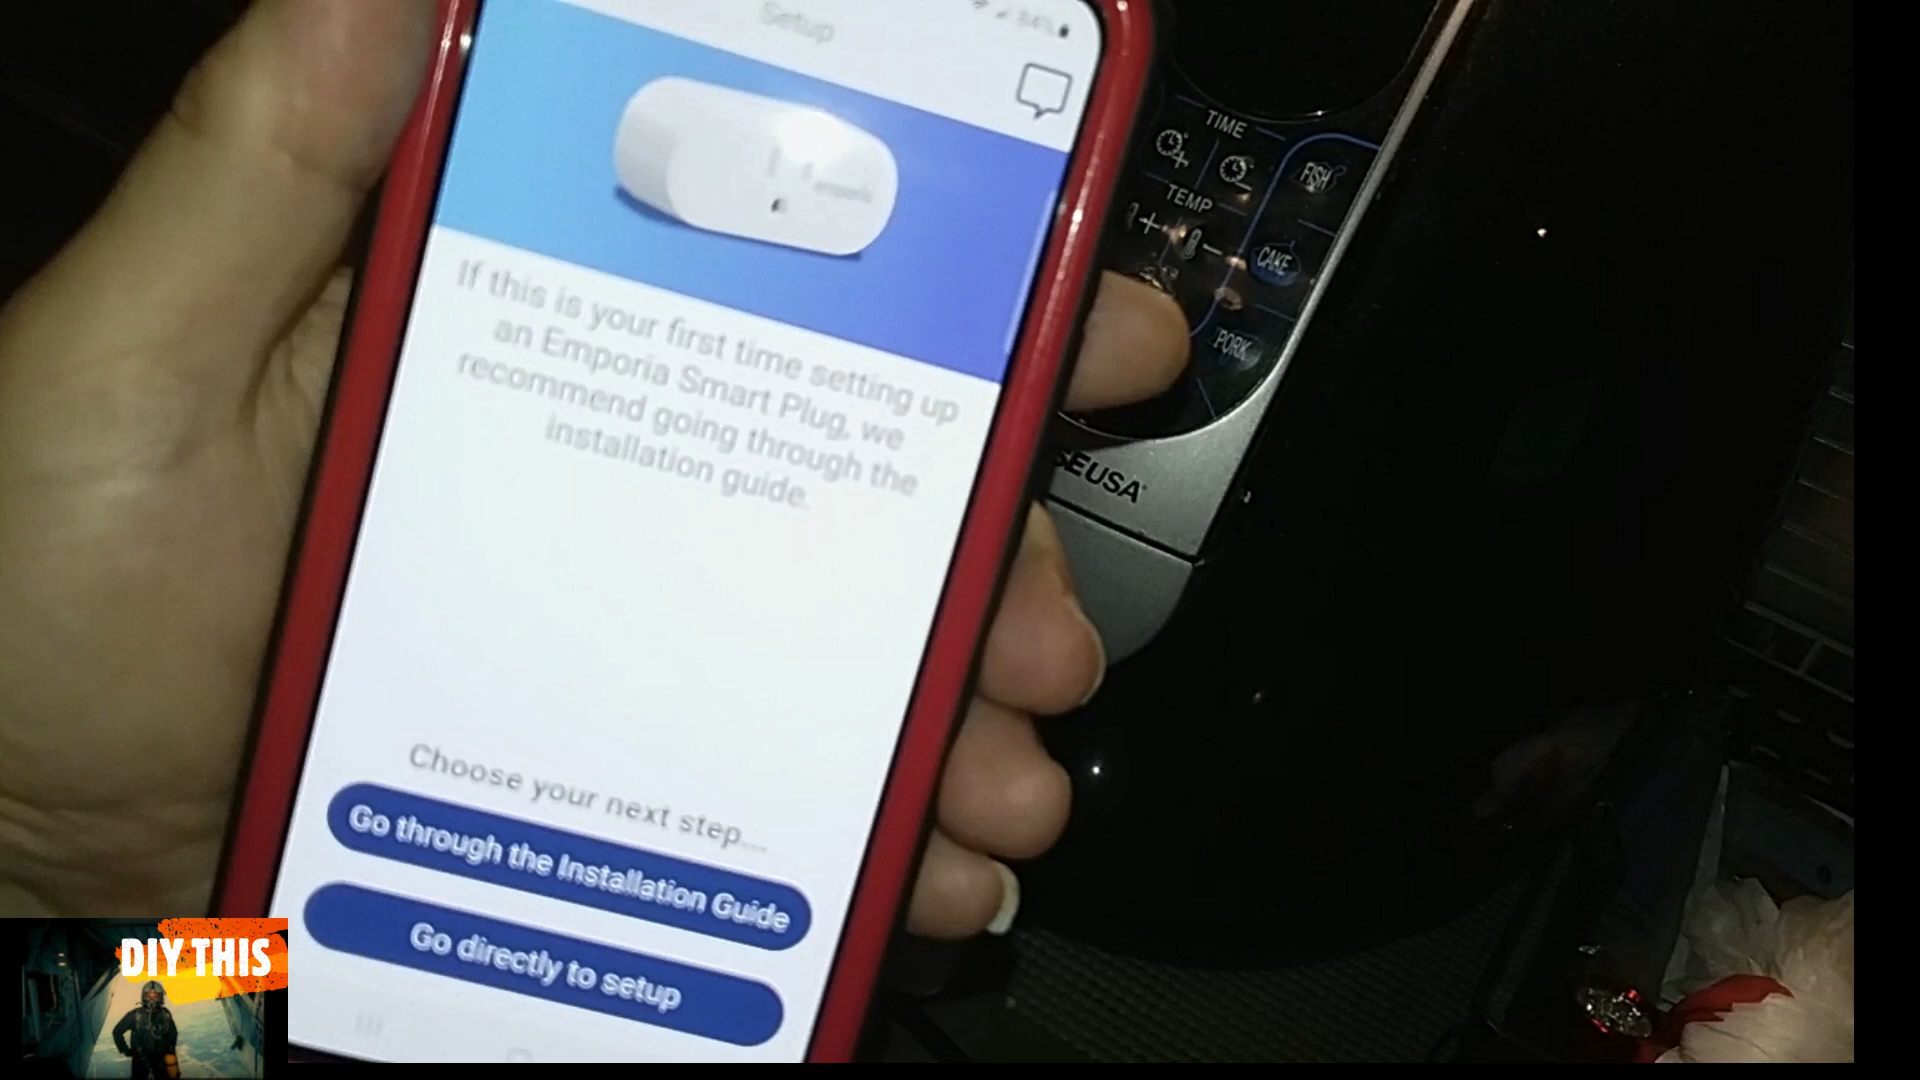 Setup
84%
If this is your first time setting up
an Emporia Smart Plug, we
recommend going through the
installation guide.
Choose your next step...
Go through the Installation Guide
Go directly to setup
TIME
FISH
TEMP
CAKE
PORK
SEUSA
DIY THIS